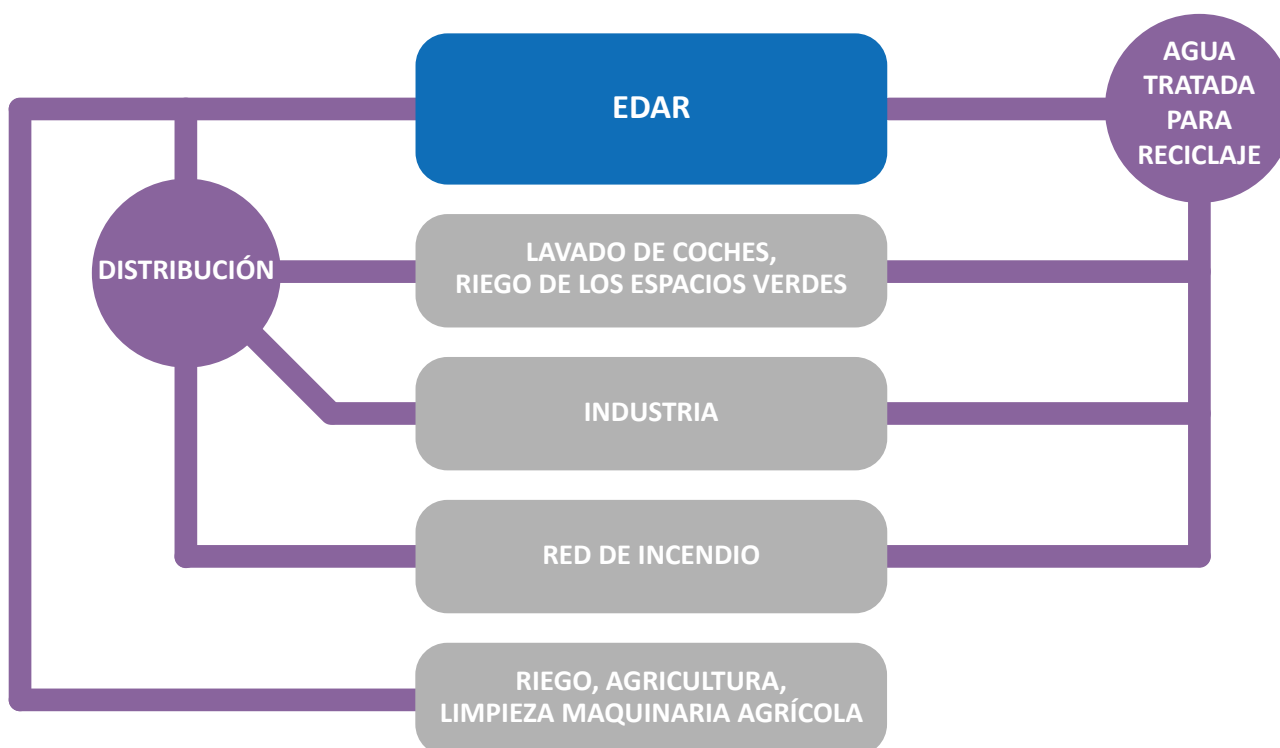 EDAR
AGUA
TRATADA
PARA
RECICLAJE
DISTRIBUCIÓN
LAVADO DE COCHES,
RIEGO DE LOS ESPACIOS VERDES
INDUSTRIA
RED DE INCENDIO
RIEGO, AGRICULTURA,
LIMPIEZA MAQUINARIA AGRÍCOLA